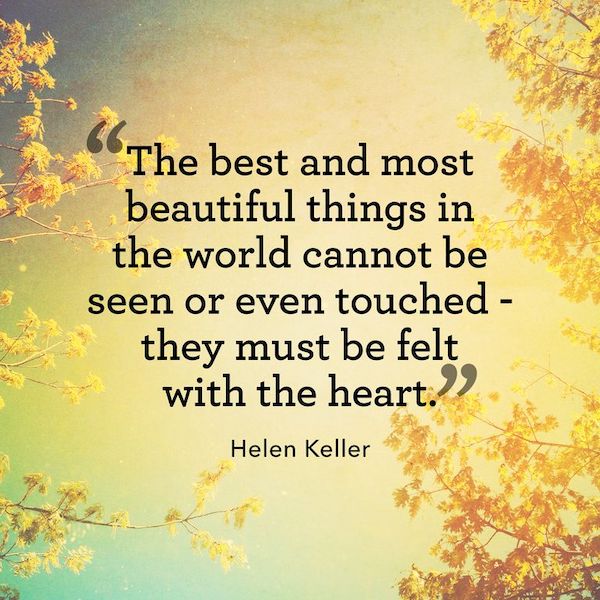 “The best and most
beautiful things in
the world cannot be
seen or even touched -
they must be felt
with the heart.”
Helen Keller